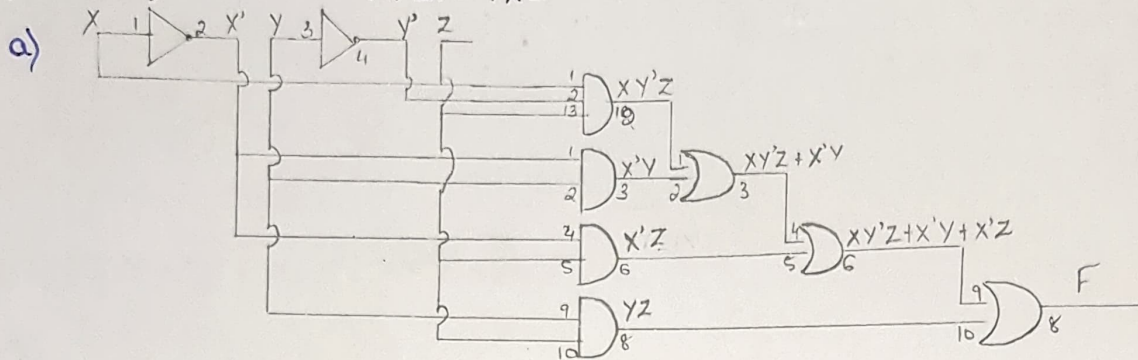 a)
X 1 2 X' Y 3 4 Y' Z
1 2 13 XY'Z
1 2 3 X'Y 1 2 3 XY'Z + X'Y
4 5 6 X'Z 4 5 6 XY'Z+X'Y+X'Z
9 10 8 YZ 9 10 8 F